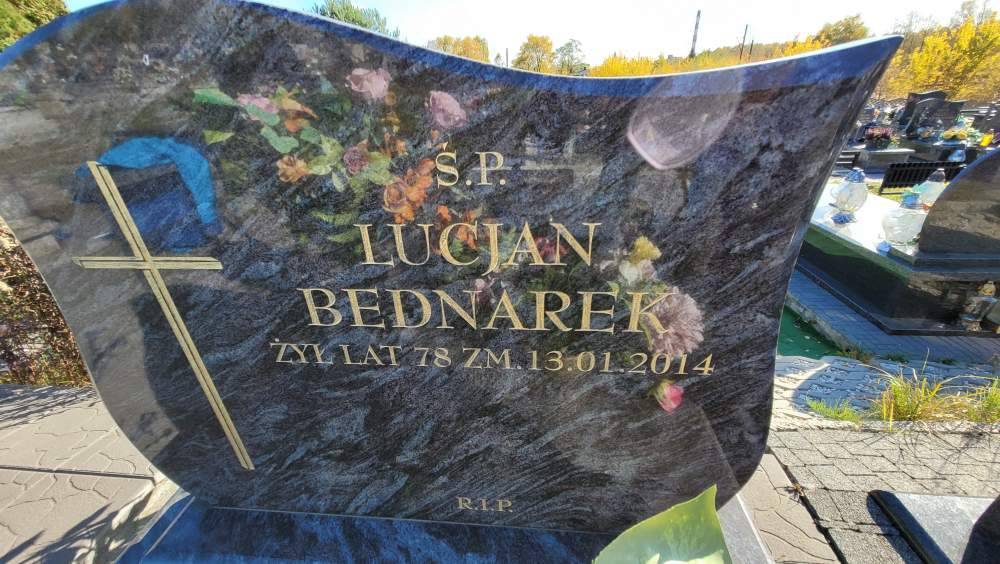 Ś.P.
LUCJAN
BEDNAREK
ŻYŁ LAT 78 ZM.13.01.2014
R.I.P.